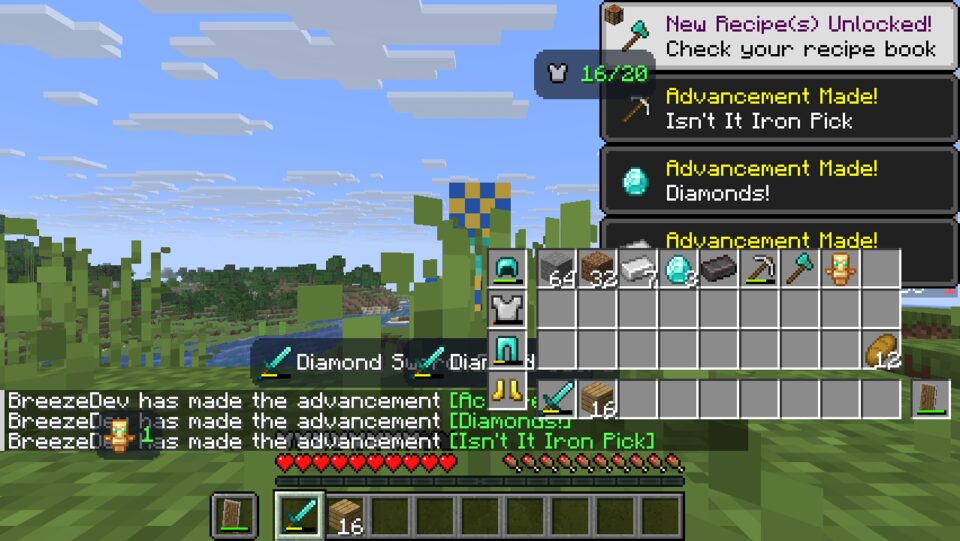 New Recipe(s) Unlocked!
Check your recipe book
16/20
Advancement Made!
Isn't It Iron Pick
Advancement Made!
Diamonds!
Advancement Made!
64
32
7
3
12
Diamond
BreezeDev has made the advancement
BreezeDev has made the advancement [Diamonds!]
has made the advancement [Isn't It Iron Pick]
1
16
16